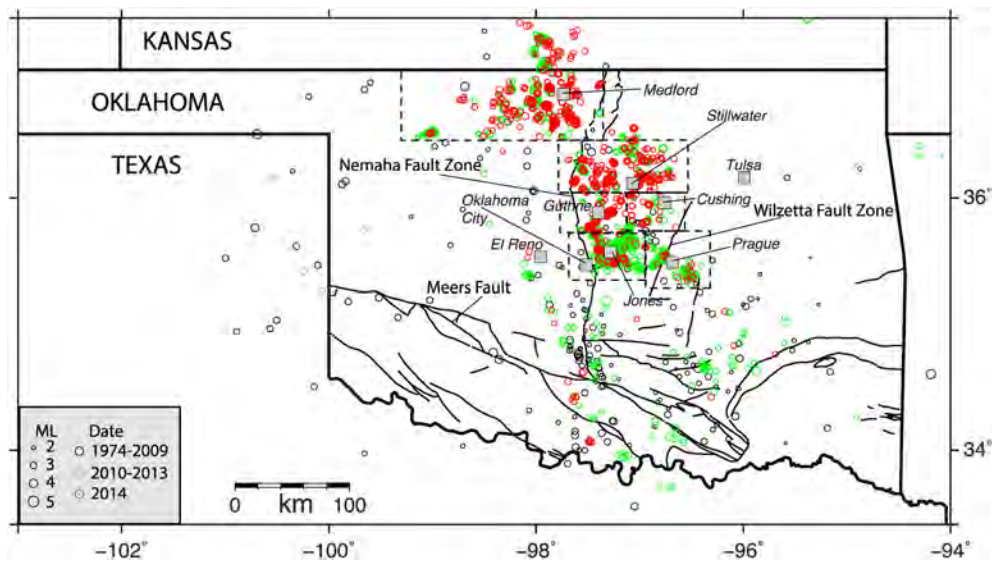 KANSAS
OKLAHOMA
Medford
Stillwater
TEXAS
Nemaha Fault Zone
Tulsa
36°
Oklahoma
City
Guthrie
Cushing
Wilzetta Fault Zone
El Reno
Prague
Meers Fault
Jones
ML Date
2 1974-2009
3 2010-2013
4 2014
5
34°
0 km 100
−102° −100° −98° −96° −94°